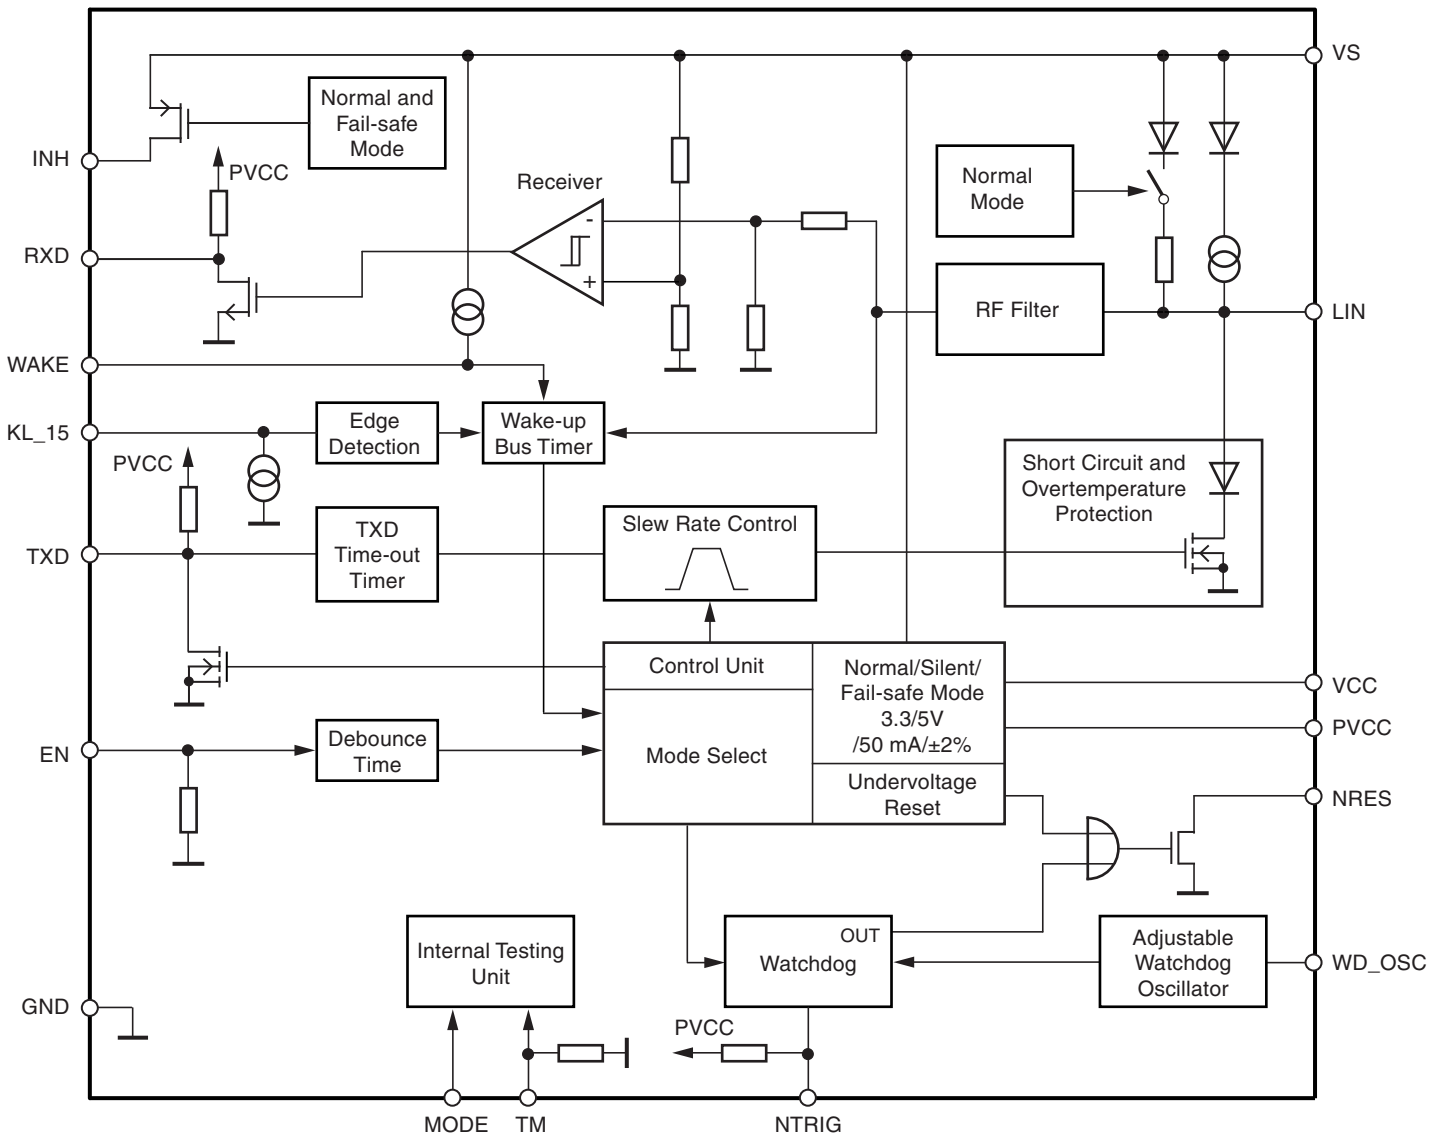 VS
Normal and
Fail-safe
Mode
INH
PVCC
Receiver
Normal
Mode
-
RXD
+
RF Filter
LIN
WAKE
KL_15
Edge
Detection
Wake-up
Bus Timer
PVCC
Short Circuit and
Overtemperature
Protection
TXD
TXD
Time-out
Timer
Slew Rate Control
Control Unit
Normal/Silent/
Fail-safe Mode
3.3/5V
/50 mA/±2%
VCC
PVCC
EN
Debounce
Time
Mode Select
Undervoltage
Reset
NRES
Internal Testing
Unit
OUT
Watchdog
Adjustable
Watchdog
Oscillator
WD_OSC
GND
PVCC
MODE
TM
NTRIG